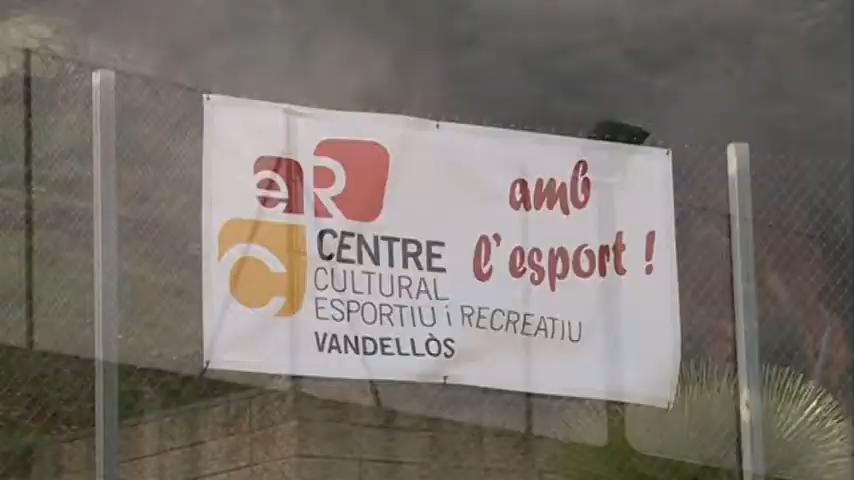 eR
C
CENTRE
CULTURAL
ESPORTIU i RECREATIU
VANDELLÒS
amb
l'esport !